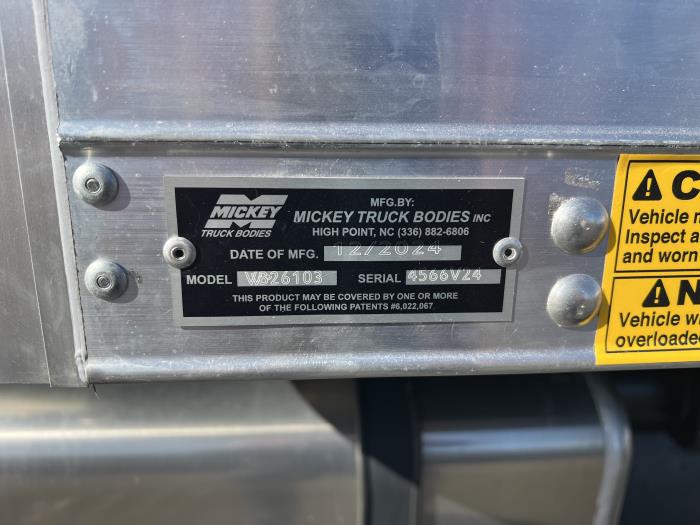 MICKEY
TRUCK BODIES
MFG.BY:
MICKEY TRUCK BODIES INC
HIGH POINT, NC (336) 882-6806
DATE OF MFG. 12/2024
MODEL V826103 SERIAL 4566V24
THIS PRODUCT MAY BE COVERED BY ONE OR MORE
OF THE FOLLOWING PATENTS #6,022,067
Vehicle
Inspect
and worn
Vehicle
overloaded